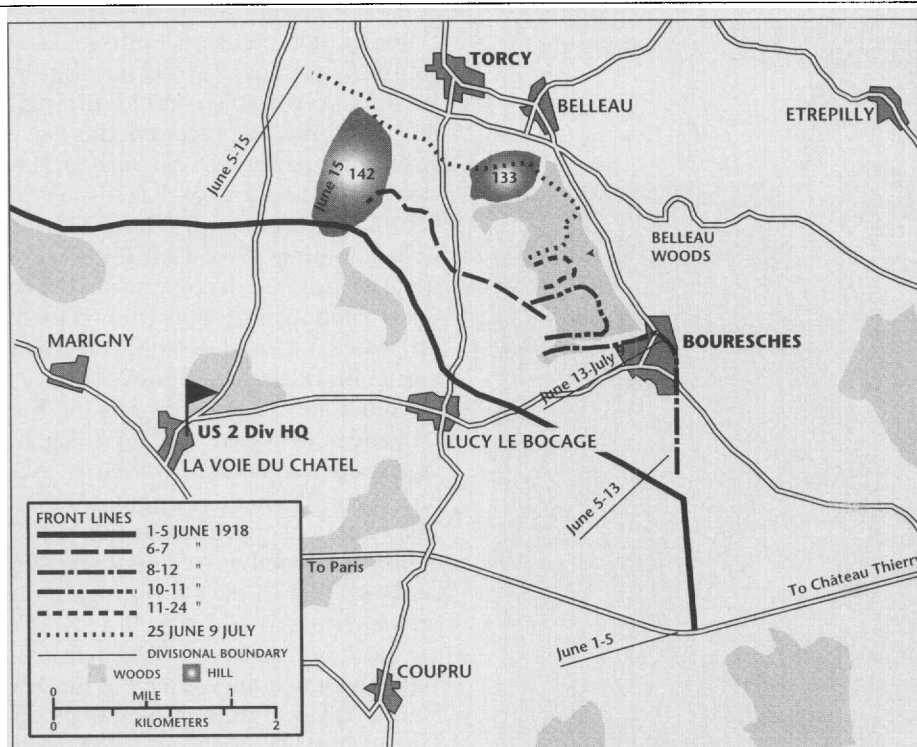 TORCY
BELLEAU
ETREPILLY
June 5-15
June 15
142
133
BELLEAU
WOODS
MARIGNY
BOURESCHES
June 13-July
US 2 Div HQ
LUCY LE BOCAGE
LA VOIE DU CHATEL
June 5-13
FRONT LINES
1-5 JUNE 1918
6-7 "
8-12 "
10-11 "
11-24 "
25 JUNE 9 JULY
DIVISIONAL BOUNDARY
WOODS
HILL
MILE
0 1
KILOMETERS
0 2
To Paris
To Château Thierry
June 1-5
COUPRU